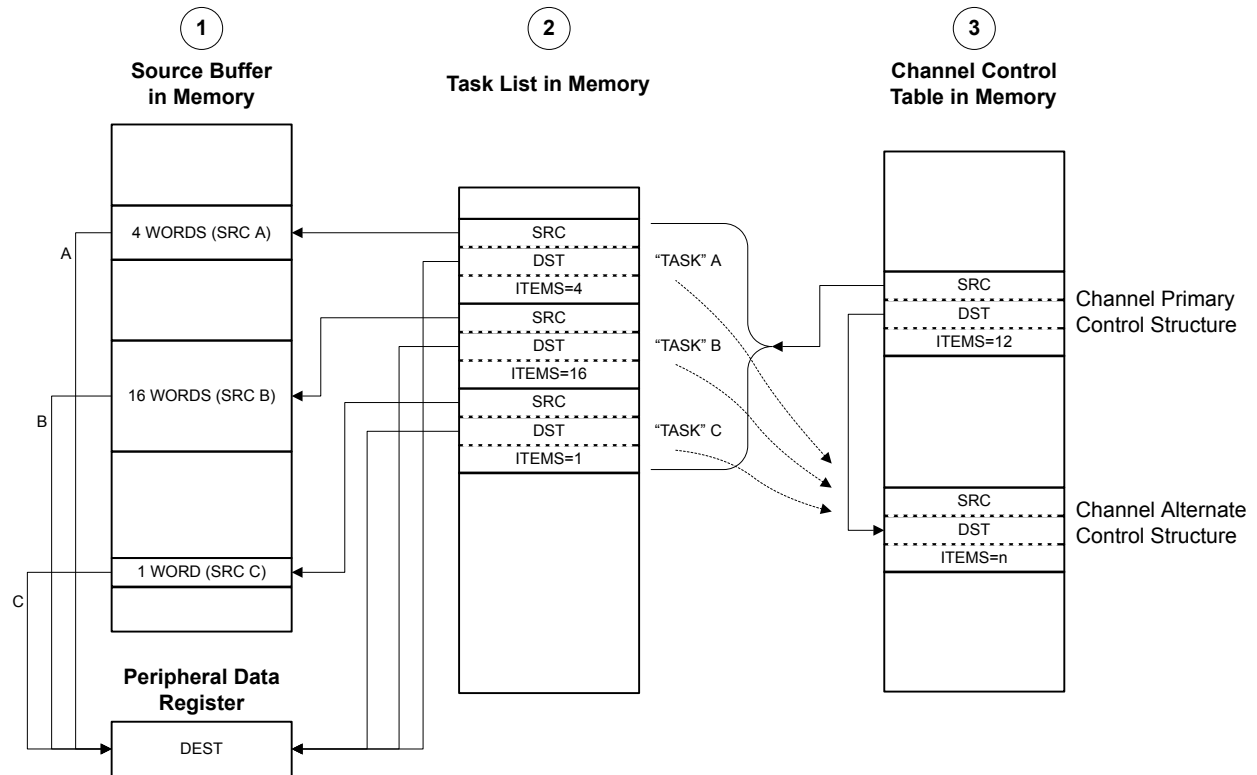 1
Source Buffer
in Memory
4 WORDS (SRC A)
16 WORDS (SRC B)
1 WORD (SRC C)
A
B
C
Peripheral Data
Register
DEST
2
Task List in Memory
SRC
DST
ITEMS=4
SRC
DST
ITEMS=16
SRC
DST
ITEMS=1
“TASK” A
“TASK” B
“TASK” C
3
Channel Control
Table in Memory
SRC
DST
ITEMS=12
Channel Primary
Control Structure
SRC
DST
ITEMS=n
Channel Alternate
Control Structure